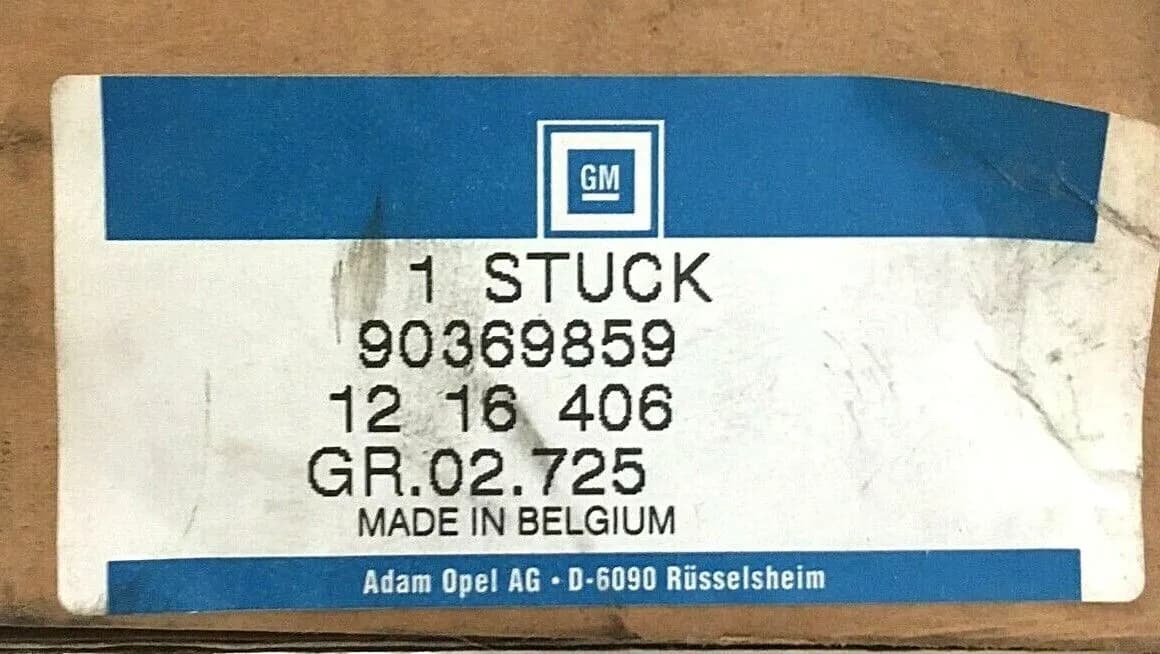 GM
1 STUCK
90369859
12 16 406
GR.02.725
MADE IN BELGIUM
Adam Opel AG • D-6090 Rüsselsheim